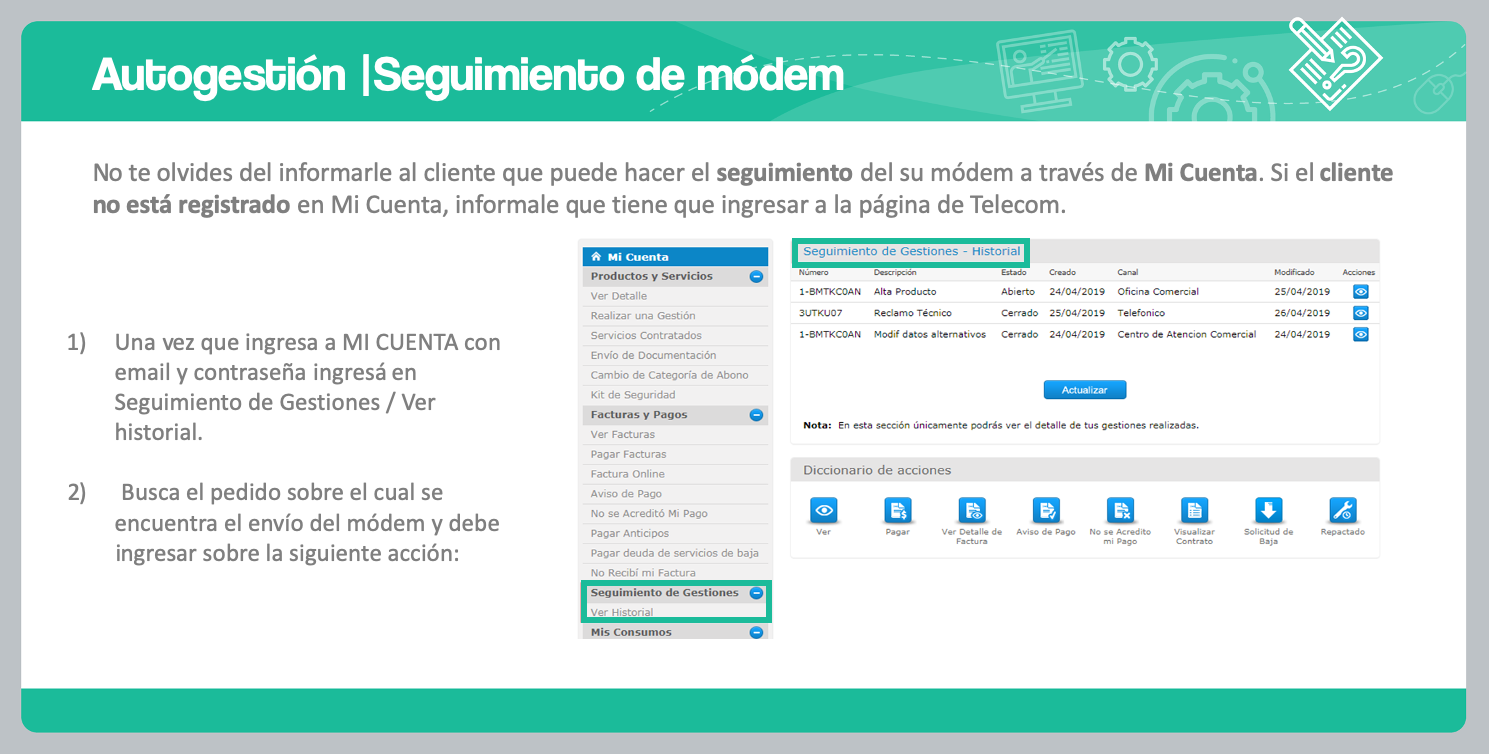 Autogestión |Seguimiento de módem
No te olvides del informarle al cliente que puede hacer el seguimiento del su módem a través de Mi Cuenta. Si el cliente
no está registrado en Mi Cuenta, informale que tiene que ingresar a la página de Telecom.
1) Una vez que ingresa a MI CUENTA con
email y contraseña ingresá en
Seguimiento de Gestiones / Ver
historial.
2) Busca el pedido sobre el cual se
encuentra el envío del módem y debe
ingresar sobre la siguiente acción:
Mi Cuenta
Productos y Servicios
Ver Detalle
Realizar una Gestión
Servicios Contratados
Envío de Documentación
Cambio de Categoría de Abono
Kit de Seguridad
Facturas y Pagos
Ver Facturas
Pagar Facturas
Factura Online
Aviso de Pago
No se Acreditó Mi Pago
Pagar Anticipos
Pagar deuda de servicios de baja
No Recibí mi Factura
Seguimiento de Gestiones
Ver Historial
Mis Consumos
Seguimiento de Gestiones - Historial
Número Descripción Estado Creado Canal Modificado Acciones
1-BMTKC0AN Alta Producto Abierto 24/04/2019 Oficina Comercial 25/04/2019
3UTKU07 Reclamo Técnico Cerrado 25/04/2019 Telefonico 26/04/2019
1-BMTKC0AN Modif datos alternativos Cerrado 24/04/2019 Centro de Atencion Comercial 24/04/2019
Actualizar
Nota: En esta sección únicamente podrás ver el detalle de tus gestiones realizadas.
Diccionario de acciones
Ver Pagar Ver Detalle de Aviso de Pago No se Acredito Visualizar Solicitud de Repactado
Factura mi Pago Contrato Baja